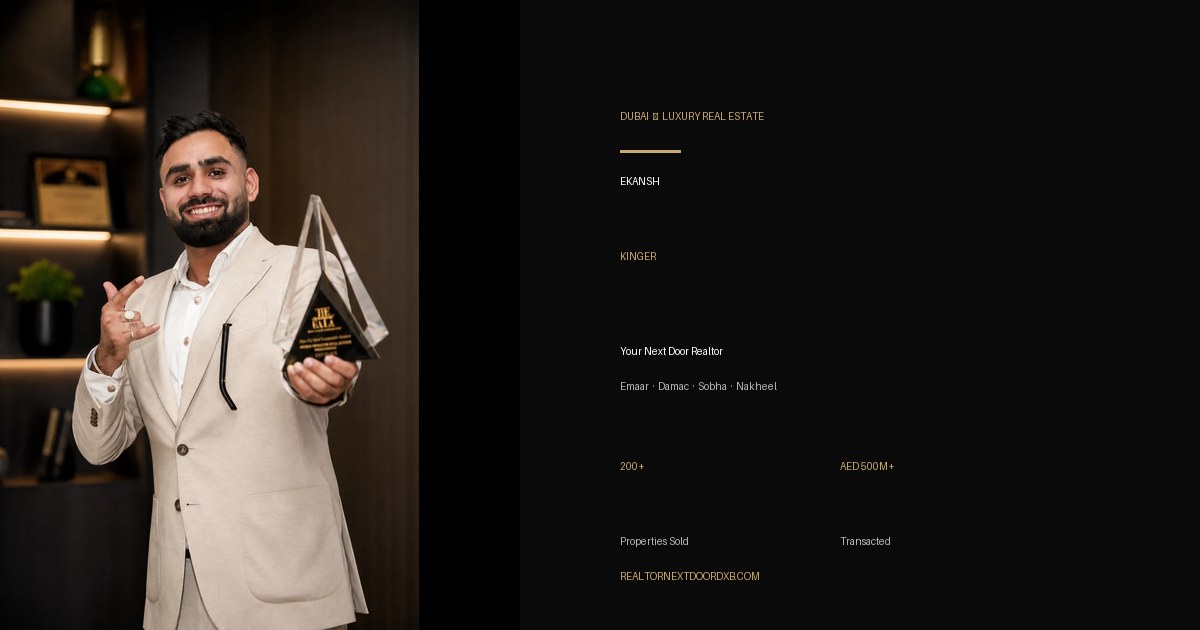 DUBAI ▯ LUXURY REAL ESTATE
EKANSH
KINGER
Your Next Door Realtor
Emaar · Damac · Sobha · Nakheel
200+
AED 500M+
Properties Sold
Transacted
REALTORNEXTDOORDXB.COM
THE
GALA